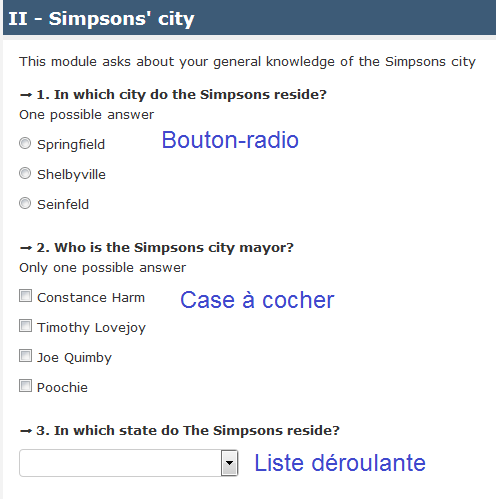 II - Simpsons' city
This module asks about your general knowledge of the Simpsons city
→ 1. In which city do the Simpsons reside?
One possible answer
Springfield
Bouton-radio
Shelbyville
Seinfeld
→ 2. Who is the Simpsons city mayor?
Only one possible answer
Constance Harm
Case à cocher
Timothy Lovejoy
Joe Quimby
Poochie
→ 3. In which state do The Simpsons reside?
Liste déroulante